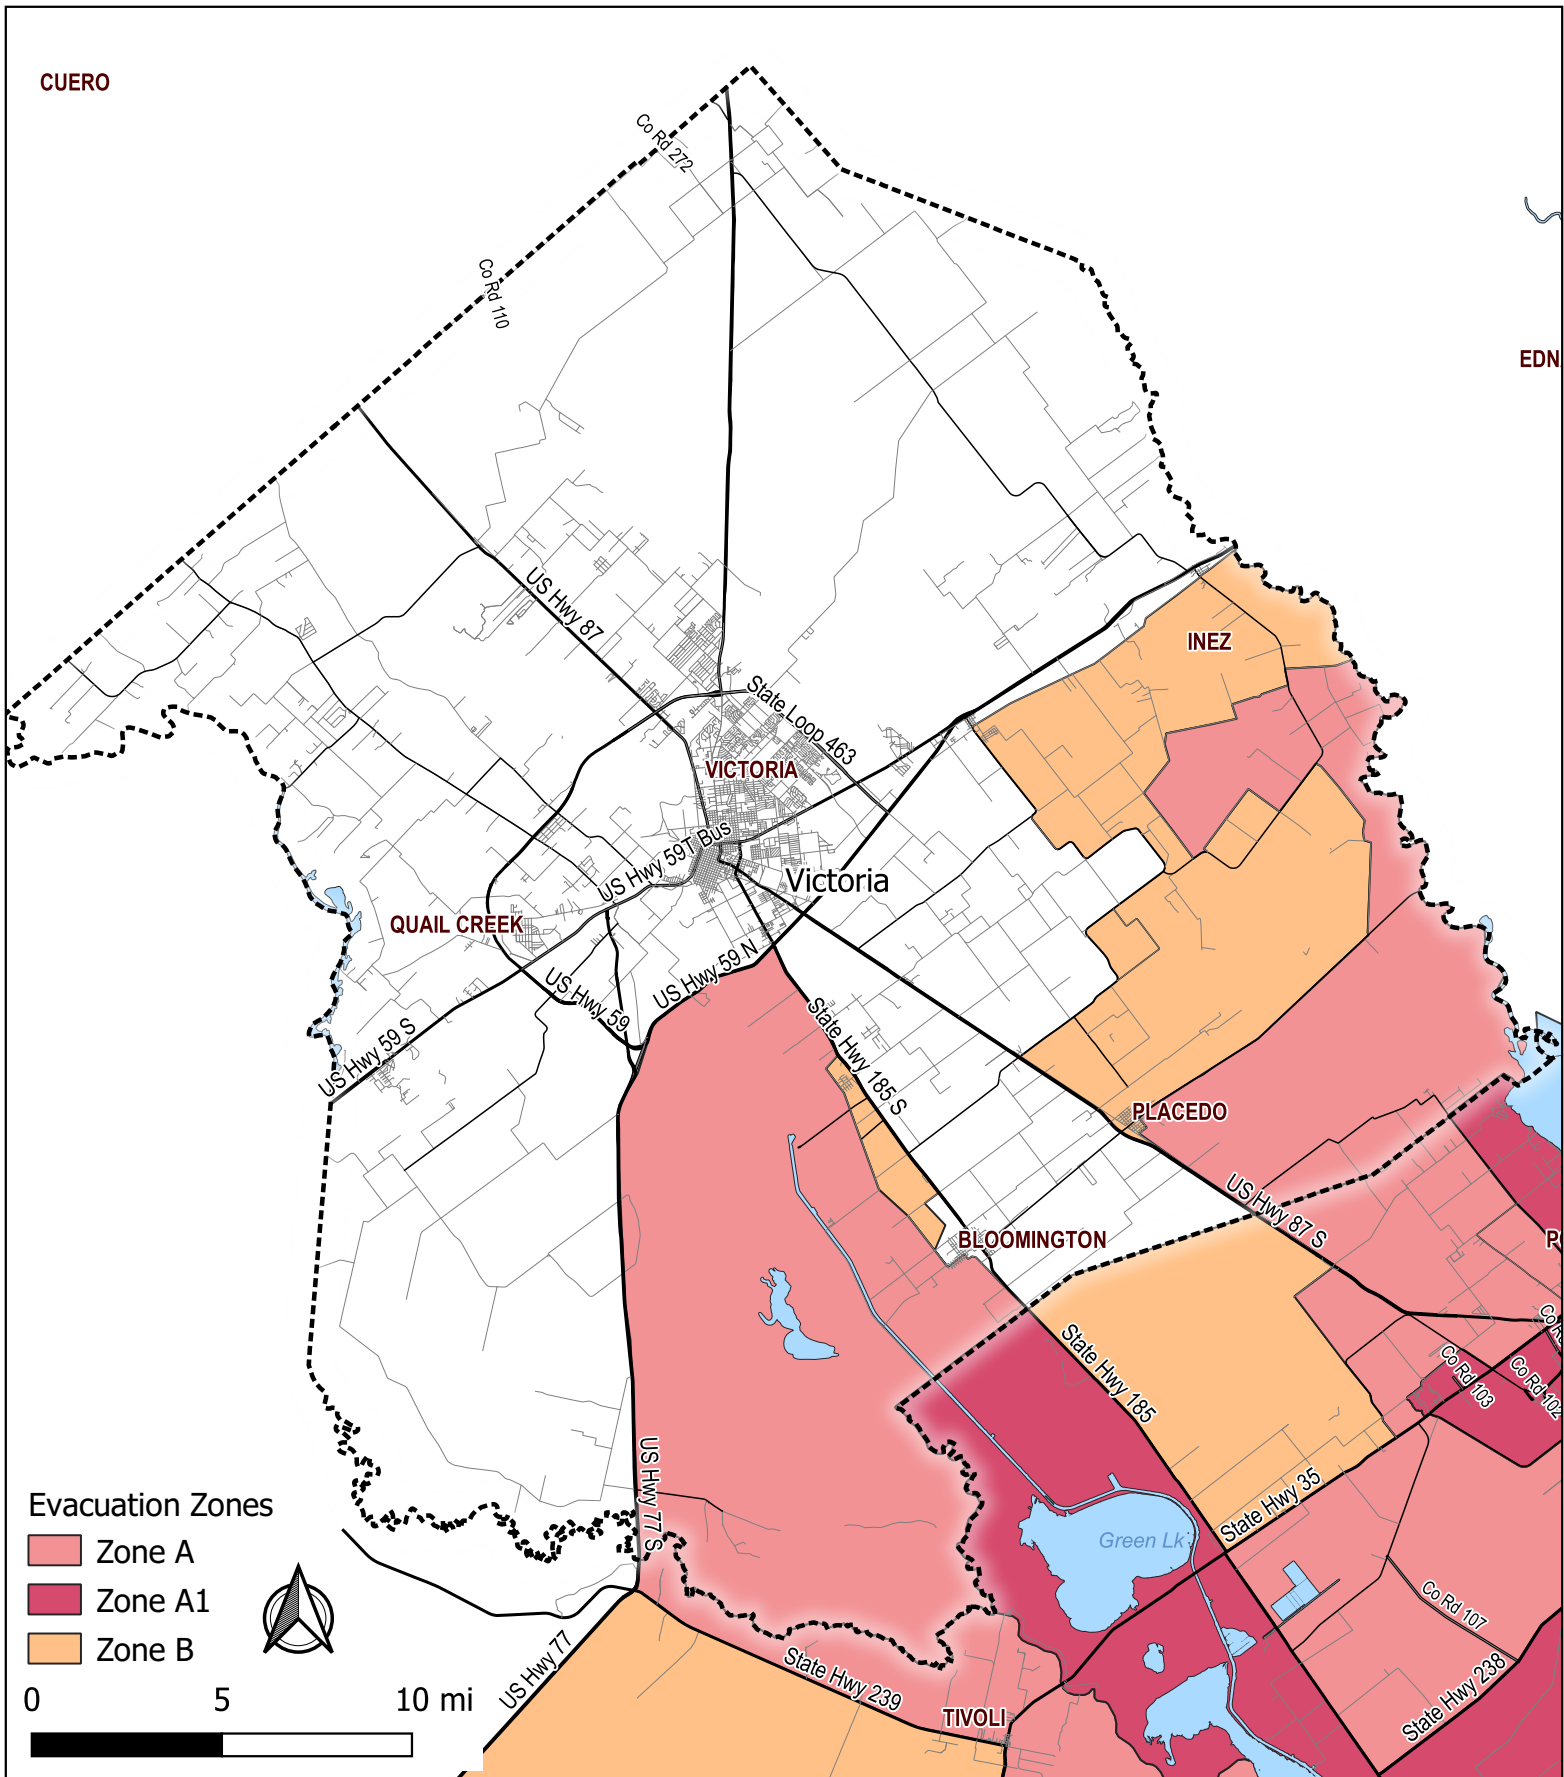 CUERO
Co Rd 272
Co Rd 110
EDN
US Hwy 87
INEZ
State Loop 463
VICTORIA
US Hwy 59T Bus
Victoria
QUAIL CREEK
US Hwy 59 N
US Hwy 59
US Hwy 59 S
State Hwy 185 S
PLACEDO
US Hwy 87 S
BLOOMINGTON
State Hwy 185
Co Rd 103
Co Rd 102
US Hwy 77 S
State Hwy 35
Green Lk
Co Rd 107
US Hwy 77
State Hwy 239
State Hwy 238
TIVOLI
Evacuation Zones
Zone A
Zone A1
Zone B
0 5 10 mi